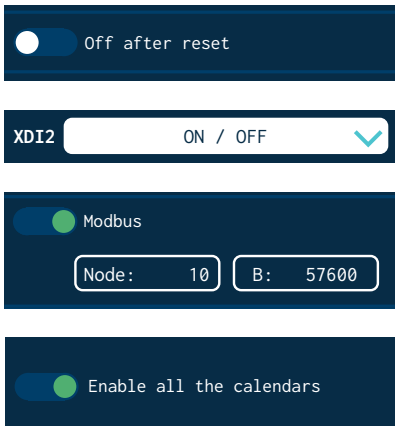 Off after reset
XDI2 ON / OFF
Modbus
Node: 10 B: 57600
Enable all the calendars